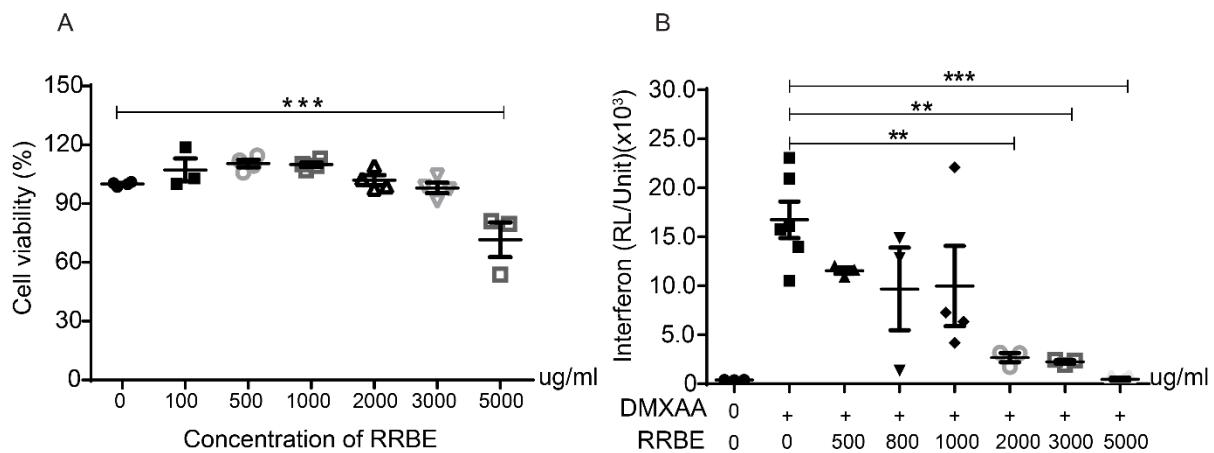 A
Cell viability (%)
150
120
90
60
30
0
***
ug/ml
0 100 500 1000 2000 3000 5000
Concentration of RRBE
B
Interferon (RL/Unit)(x10³)
30.0
25.0
20.0
15.0
10.0
5.0
0.0
***
**
**
ug/ml
DMXAA 0 + + + + + + +
RRBE 0 0 500 800 1000 2000 3000 5000